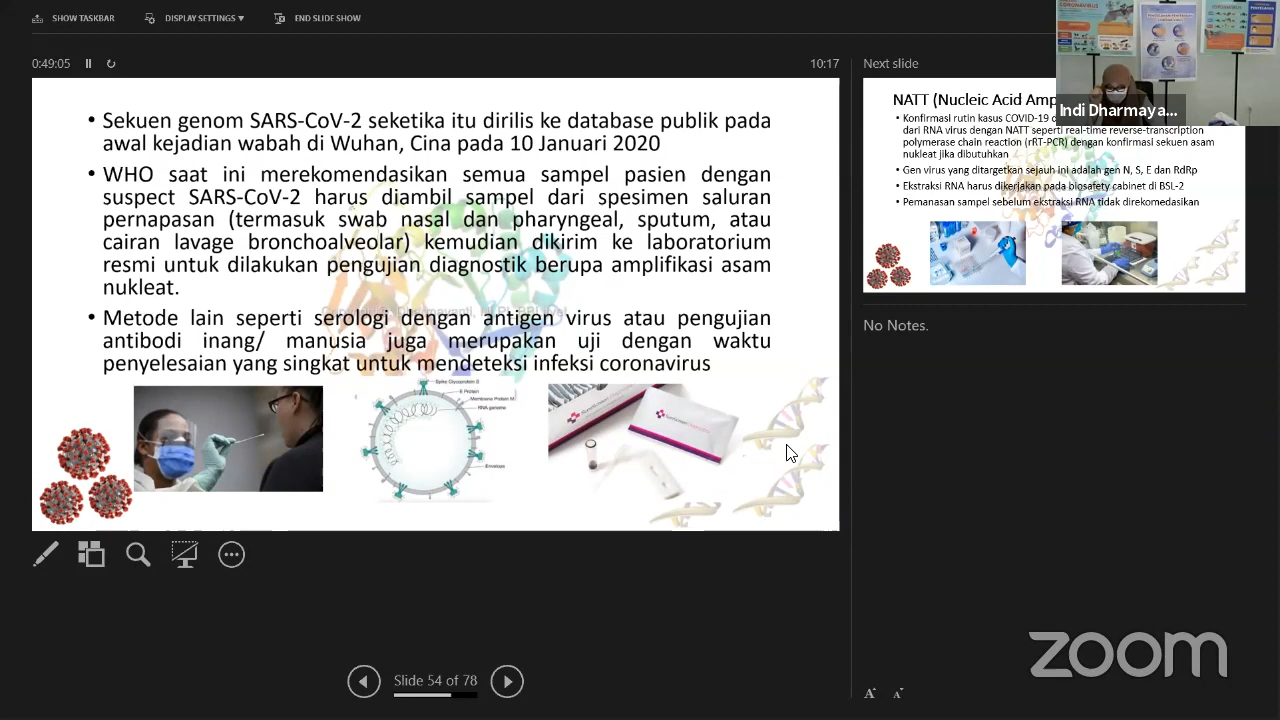 SHOW TASKBAR
DISPLAY SETTINGS ▼
END SLIDE SHOW
0:49:05
10:17
• Sekuen genom SARS-CoV-2 seketika itu dirilis ke database publik pada
awal kejadian wabah di Wuhan, Cina pada 10 Januari 2020
• WHO saat ini merekomendasikan semua sampel pasien dengan
suspect SARS-CoV-2 harus diambil sampel dari spesimen saluran
pernapasan (termasuk swab nasal dan pharyngeal, sputum, atau
cairan lavage bronchoalveolar) kemudian dikirim ke laboratorium
resmi untuk dilakukan pengujian diagnostik berupa amplifikasi asam
nukleat.
• Metode lain seperti serologi dengan antigen virus atau pengujian
antibodi inang/ manusia juga merupakan uji dengan waktu
penyelesaian yang singkat untuk mendeteksi infeksi coronavirus
Spike Glycoprotein S
E Protein
Membrane Protein M
RNA genome
Envelope
Slide 54 of 78
Next slide
NATT (Nucleic Acid Amp
• Konfirmasi rutin kasus COVID-19
dari RNA virus dengan NATT seperti real-time reverse-transcription
polymerase chain reaction (rRT-PCR) dengan konfirmasi sekuen asam
nukleat jika dibutuhkan
• Gen virus yang ditargetkan sejauh ini adalah gen N, S, E dan RdRp
• Ekstraksi RNA harus dikerjakan pada biosafety cabinet di BSL-2
• Pemanasan sampel sebelum ekstraksi RNA tidak direkomedasikan
Indi Dharmaya...
No Notes.
A A
zoom